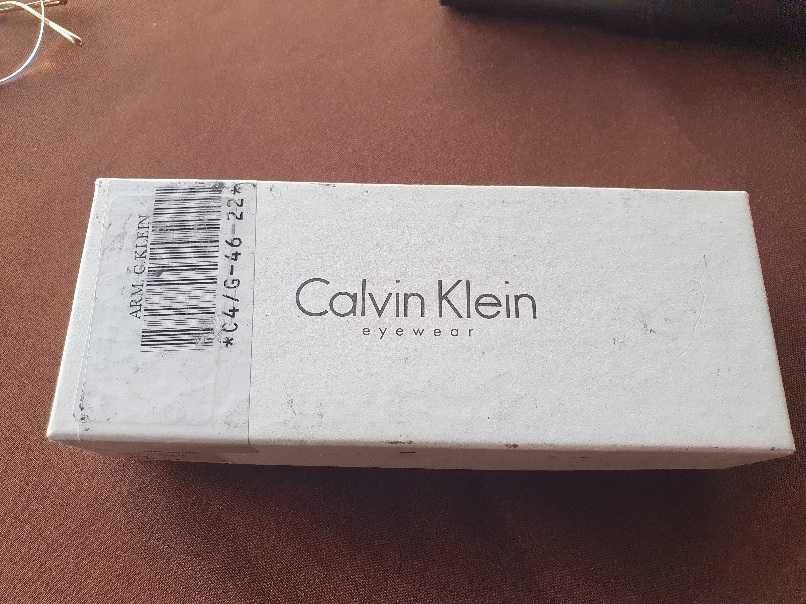 ARM. C.KLEIN
*C4/G-46-22*
Calvin Klein
eyewear